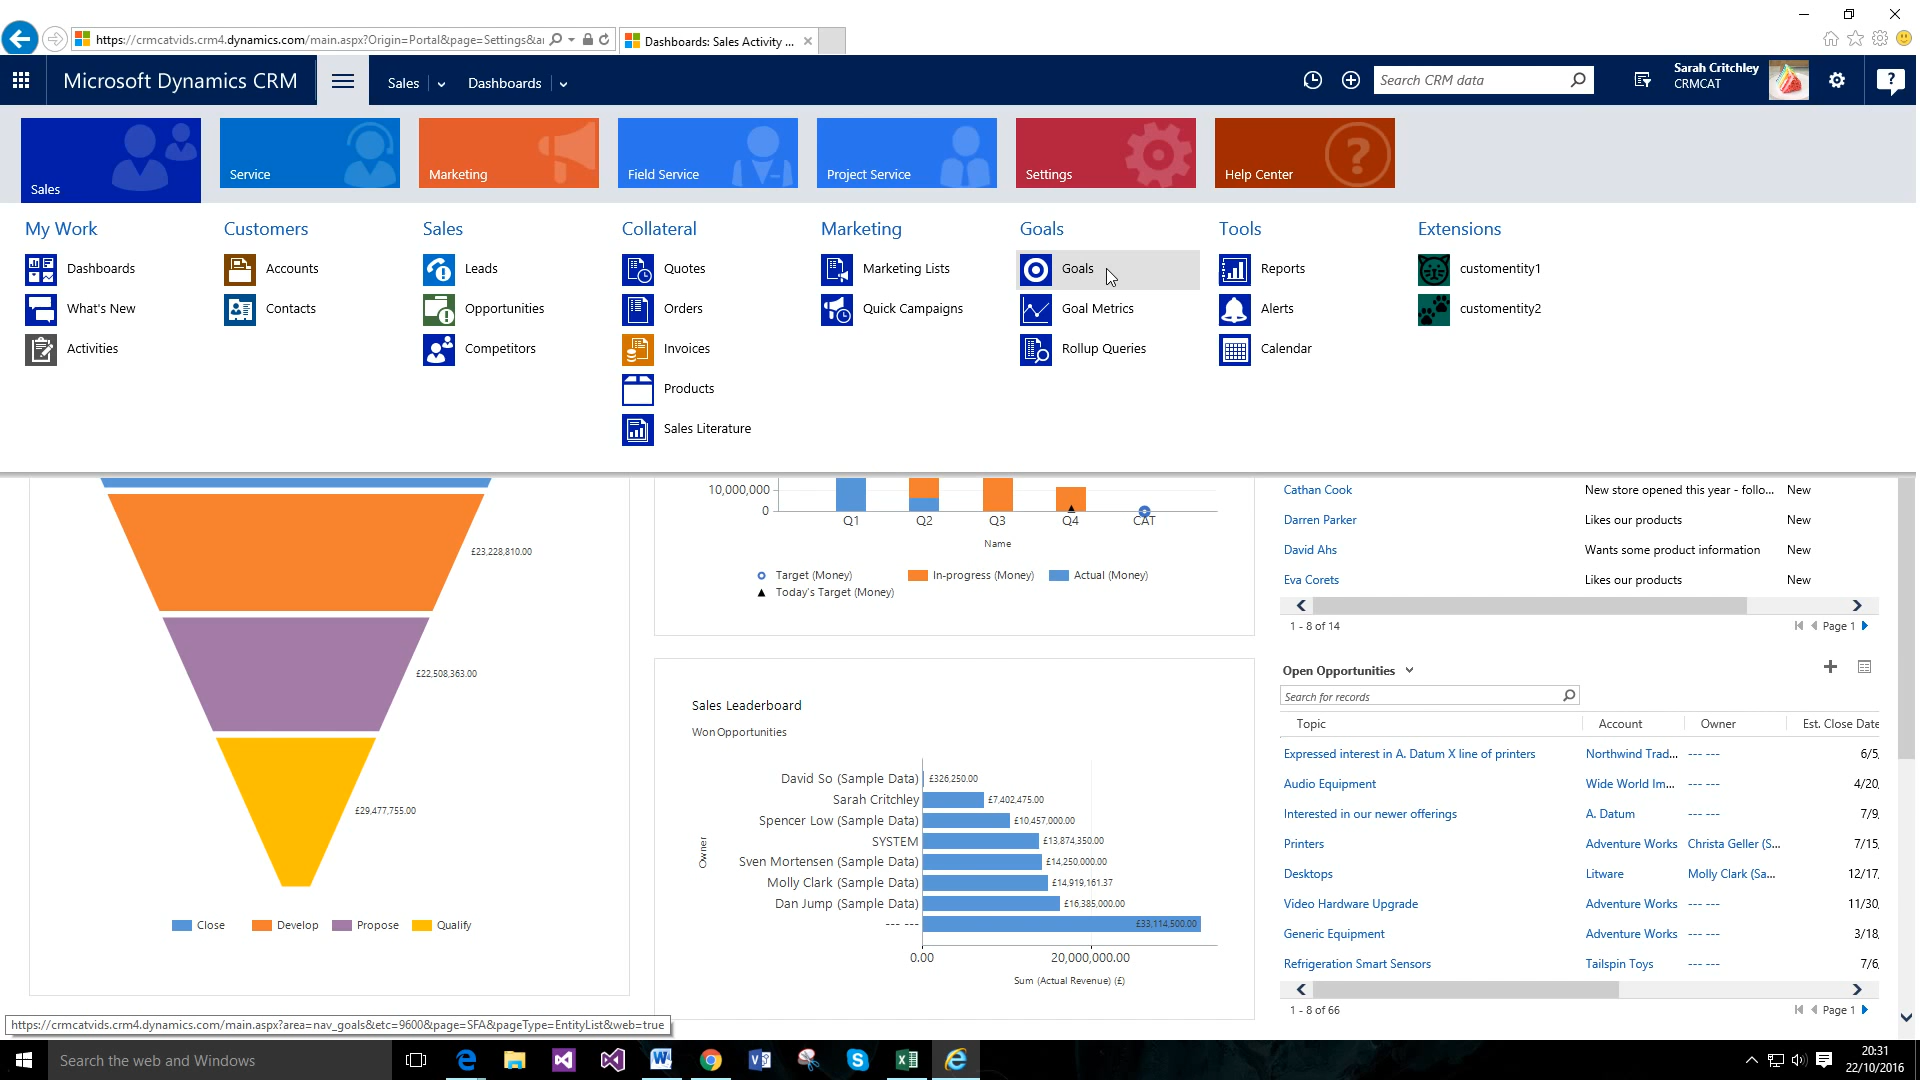 https://crmcatvids.crm4.dynamics.com/main.aspx?Origin=Portal&page=Settings&a
Dashboards: Sales Activity ...
Microsoft Dynamics CRM
Sales
Dashboards
Search CRM data
Sarah Critchley
CRMCAT
Sales
Service
Marketing
Field Service
Project Service
Settings
Help Center
My Work
Dashboards
What's New
Activities
Customers
Accounts
Contacts
Sales
Leads
Opportunities
Competitors
Collateral
Quotes
Orders
Invoices
Products
Sales Literature
Marketing
Marketing Lists
Quick Campaigns
Goals
Goals
Goal Metrics
Rollup Queries
Tools
Reports
Alerts
Calendar
Extensions
customentity1
customentity2
£23,228,810.00
£22,508,363.00
£29,477,755.00
Close Develop Propose Qualify
10,000,000
0
Q1 Q2 Q3 Q4 CAT
Name
Target (Money) In-progress (Money) Actual (Money)
Today's Target (Money)
Sales Leaderboard
Won Opportunities
Owner
David So (Sample Data) £326,250.00
Sarah Critchley £7,402,475.00
Spencer Low (Sample Data) £10,457,000.00
SYSTEM £13,874,350.00
Sven Mortensen (Sample Data) £14,250,000.00
Molly Clark (Sample Data) £14,919,161.37
Dan Jump (Sample Data) £16,385,000.00
--- --- £33,114,500.00
0.00 20,000,000.00
Sum (Actual Revenue) (£)
Cathan Cook New store opened this year - follo... New
Darren Parker Likes our products New
David Ahs Wants some product information New
Eva Corets Likes our products New
1 - 8 of 14 Page 1
Open Opportunities
Search for records
Topic Account Owner Est. Close Date
Expressed interest in A. Datum X line of printers Northwind Trad... --- --- 6/5,
Audio Equipment Wide World Im... --- --- 4/20,
Interested in our newer offerings A. Datum --- --- 7/9,
Printers Adventure Works Christa Geller (S... 7/15,
Desktops Litware Molly Clark (Sa... 12/17,
Video Hardware Upgrade Adventure Works --- --- 11/30,
Generic Equipment Adventure Works --- --- 3/18,
Refrigeration Smart Sensors Tailspin Toys --- --- 7/6,
1 - 8 of 66 Page 1
https://crmcatvids.crm4.dynamics.com/main.aspx?area=nav_goals&etc=9600&page=SFA&pageType=EntityList&web=true
Search the web and Windows
20:31
22/10/2016